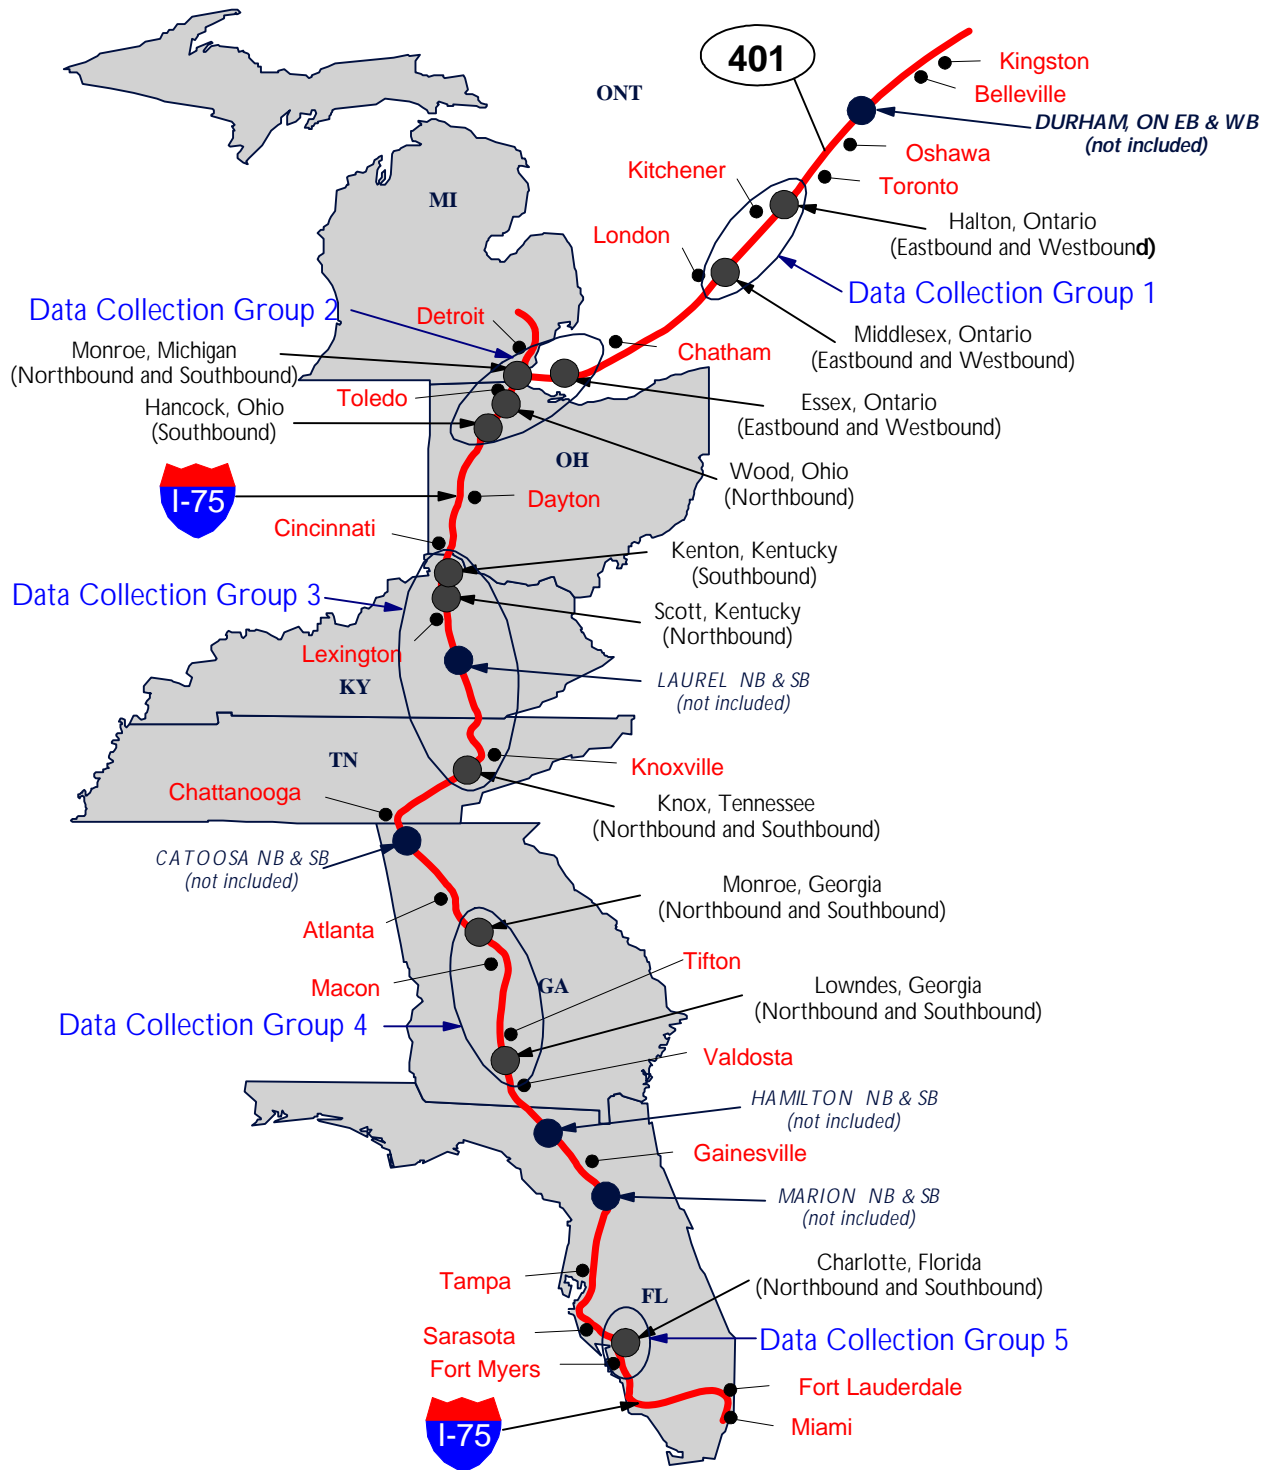 401
ONT
Kingston
Belleville
DURHAM, ON EB & WB
(not included)
Oshawa
Kitchener
Toronto
MI
Halton, Ontario
(Eastbound and Westbound)
London
Data Collection Group 1
Data Collection Group 2
Detroit
Middlesex, Ontario
(Eastbound and Westbound)
Monroe, Michigan
(Northbound and Southbound)
Chatham
Toledo
Hancock, Ohio
(Southbound)
Essex, Ontario
(Eastbound and Westbound)
OH
Wood, Ohio
(Northbound)
I-75
Dayton
Cincinnati
Kenton, Kentucky
(Southbound)
Data Collection Group 3
Scott, Kentucky
(Northbound)
Lexington
KY
LAUREL NB & SB
(not included)
TN
Knoxville
Chattanooga
Knox, Tennessee
(Northbound and Southbound)
CATOOSA NB & SB
(not included)
Monroe, Georgia
(Northbound and Southbound)
Atlanta
Tifton
Macon
GA
Lowndes, Georgia
(Northbound and Southbound)
Data Collection Group 4
Valdosta
HAMILTON NB & SB
(not included)
Gainesville
MARION NB & SB
(not included)
Charlotte, Florida
(Northbound and Southbound)
Tampa
FL
Sarasota
Data Collection Group 5
Fort Myers
Fort Lauderdale
I-75
Miami